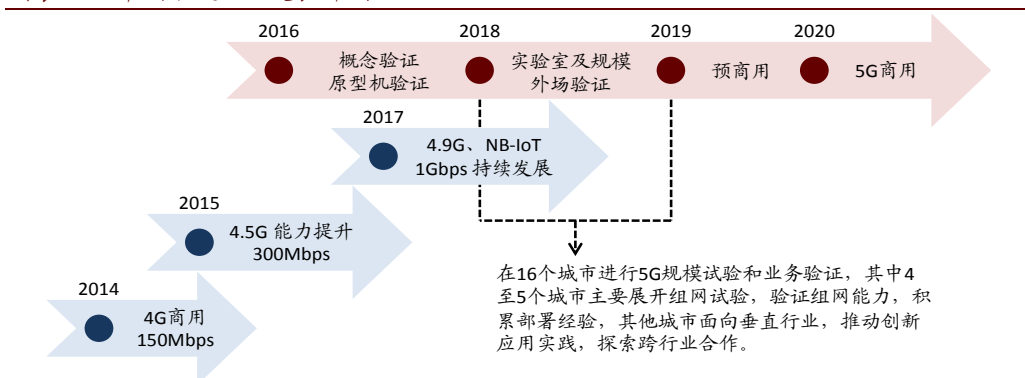 2016
2018
2019
2020
概念验证
原型机验证
实验室及规模
外场验证
预商用
5G商用
2017
4.9G、NB-IoT
1Gbps 持续发展
2015
4.5G 能力提升
300Mbps
2014
4G商用
150Mbps
在16个城市进行5G规模试验和业务验证，其中4
至5个城市主要展开组网试验，验证组网能力，积
累部署经验，其他城市面向垂直行业，推动创新
应用实践，探索跨行业合作。